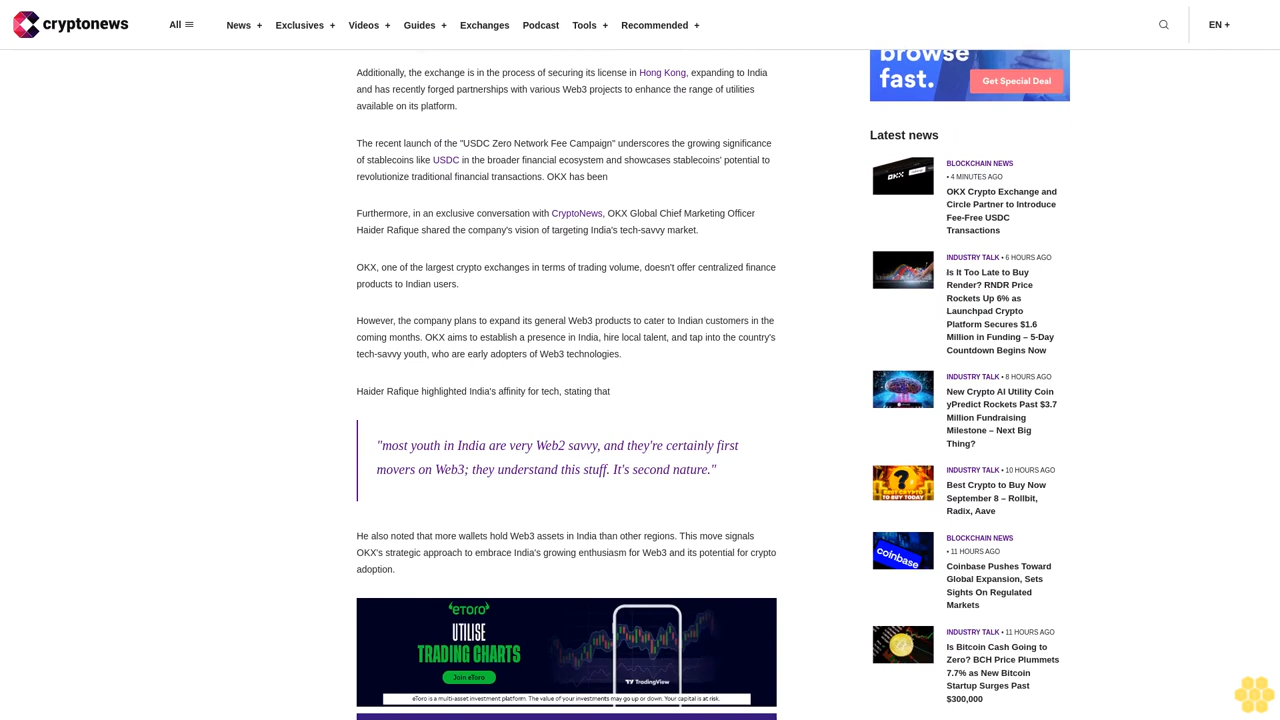 cryptonews
All
News +
Exclusives +
Videos +
Guides +
Exchanges
Podcast
Tools +
Recommended +
EN +
Additionally, the exchange is in the process of securing its license in Hong Kong, expanding to India
and has recently forged partnerships with various Web3 projects to enhance the range of utilities
available on its platform.
The recent launch of the "USDC Zero Network Fee Campaign" underscores the growing significance
of stablecoins like USDC in the broader financial ecosystem and showcases stablecoins' potential to
revolutionize traditional financial transactions. OKX has been
Furthermore, in an exclusive conversation with CryptoNews, OKX Global Chief Marketing Officer
Haider Rafique shared the company's vision of targeting India's tech-savvy market.
OKX, one of the largest crypto exchanges in terms of trading volume, doesn't offer centralized finance
products to Indian users.
However, the company plans to expand its general Web3 products to cater to Indian customers in the
coming months. OKX aims to establish a presence in India, hire local talent, and tap into the country's
tech-savvy youth, who are early adopters of Web3 technologies.
Haider Rafique highlighted India's affinity for tech, stating that
"most youth in India are very Web2 savvy, and they're certainly first
movers on Web3; they understand this stuff. It's second nature."
He also noted that more wallets hold Web3 assets in India than other regions. This move signals
OKX's strategic approach to embrace India's growing enthusiasm for Web3 and its potential for crypto
adoption.
eToro
UTILISE
TRADING CHARTS
Join eToro
TradingView
eToro is a multi-asset investment platform. The value of your investments may go up or down. Your capital is at risk.
browse
fast.
Get Special Deal
Latest news
OKX
BLOCKCHAIN NEWS
• 4 MINUTES AGO
OKX Crypto Exchange and
Circle Partner to Introduce
Fee-Free USDC
Transactions
INDUSTRY TALK • 6 HOURS AGO
Is It Too Late to Buy
Render? RNDR Price
Rockets Up 6% as
Launchpad Crypto
Platform Secures $1.6
Million in Funding – 5-Day
Countdown Begins Now
INDUSTRY TALK • 8 HOURS AGO
New Crypto AI Utility Coin
yPredict Rockets Past $3.7
Million Fundraising
Milestone – Next Big
Thing?
?
BEST CRYPTO
TO BUY TODAY
INDUSTRY TALK • 10 HOURS AGO
Best Crypto to Buy Now
September 8 – Rollbit,
Radix, Aave
coinbase
BLOCKCHAIN NEWS
• 11 HOURS AGO
Coinbase Pushes Toward
Global Expansion, Sets
Sights On Regulated
Markets
INDUSTRY TALK • 11 HOURS AGO
Is Bitcoin Cash Going to
Zero? BCH Price Plummets
7.7% as New Bitcoin
Startup Surges Past
$300,000